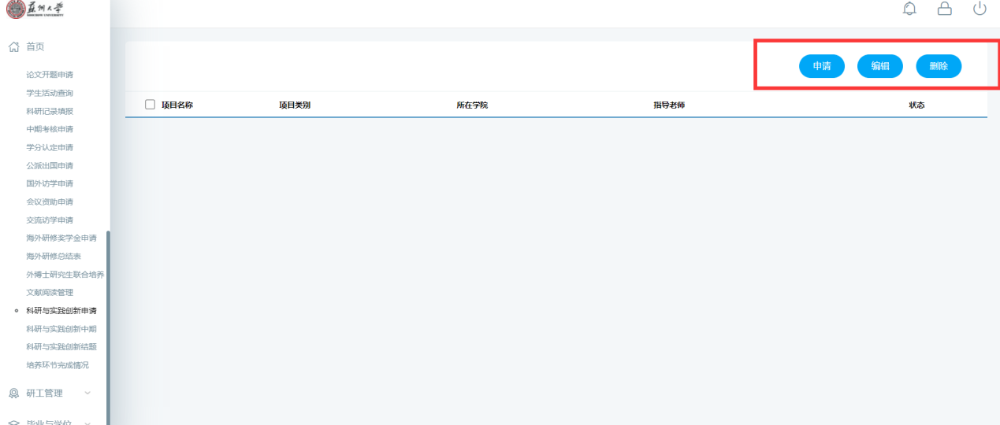 蘇州大學
SOOCHOW UNIVERSITY
首页
论文开题申请
学生活动查询
科研记录填报
中期考核申请
学分认定申请
公派出国申请
国外访学申请
会议资助申请
交流访学申请
海外研修奖学金申请
海外研修总结表
外博士研究生联合培养
文献阅读管理
科研与实践创新申请
科研与实践创新中期
科研与实践创新结题
培养环节完成情况
研工管理
毕业与学位
申请 编辑 删除
项目名称 项目类别 所在学院 指导老师 状态